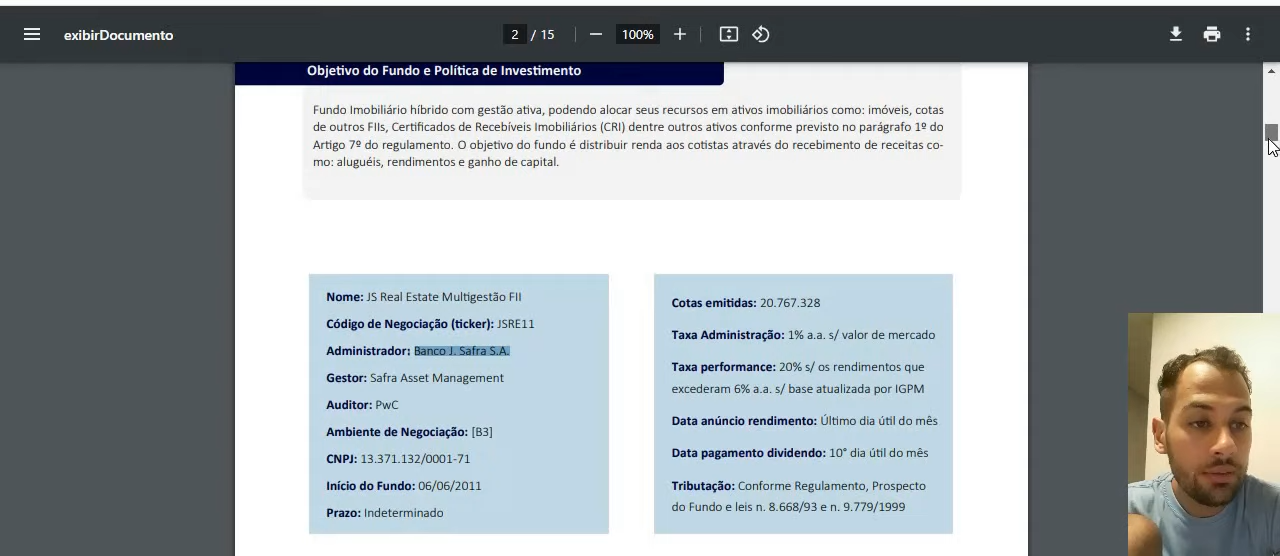 exibirDocumento
2 / 15
100%
Objetivo do Fundo e Política de Investimento
Fundo Imobiliário híbrido com gestão ativa, podendo alocar seus recursos em ativos imobiliários como: imóveis, cotas
de outros FIIs, Certificados de Recebíveis Imobiliários (CRI) dentre outros ativos conforme previsto no parágrafo 1º do
Artigo 7º do regulamento. O objetivo do fundo é distribuir renda aos cotistas através do recebimento de receitas co-
mo: aluguéis, rendimentos e ganho de capital.
Nome: JS Real Estate Multigestão FII
Código de Negociação (ticker): JSRE11
Administrador: Banco J. Safra S.A.
Gestor: Safra Asset Management
Auditor: PwC
Ambiente de Negociação: [B3]
CNPJ: 13.371.132/0001-71
Início do Fundo: 06/06/2011
Prazo: Indeterminado
Cotas emitidas: 20.767.328
Taxa Administração: 1% a.a. s/ valor de mercado
Taxa performance: 20% s/ os rendimentos que
excederam 6% a.a. s/ base atualizada por IGPM
Data anúncio rendimento: Último dia útil do mês
Data pagamento dividendo: 10° dia útil do mês
Tributação: Conforme Regulamento, Prospecto
do Fundo e leis n. 8.668/93 e n. 9.779/1999